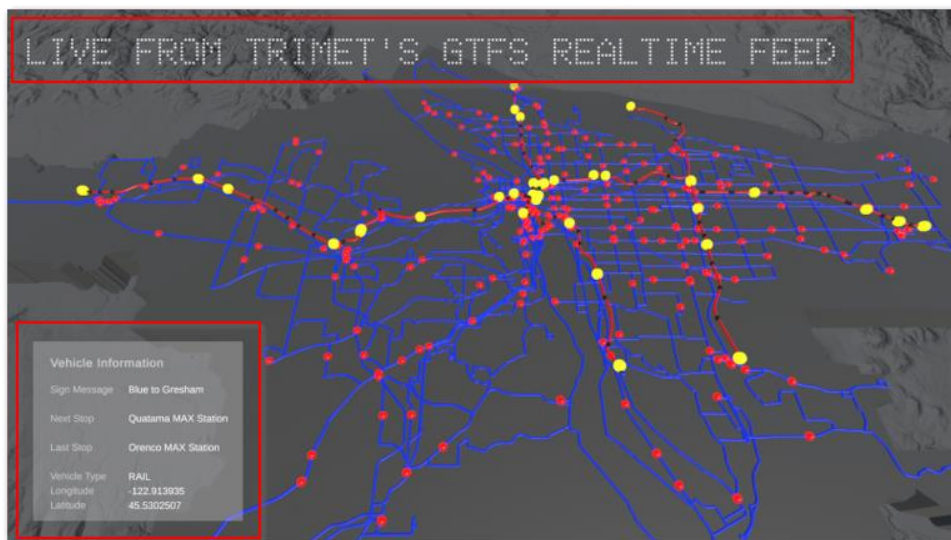 LIVE FROM TRIMET'S GTFS REALTIME FEED
Vehicle Information
Sign Message Blue to Gresham
Next Stop Quatama MAX Station
Last Stop Orenco MAX Station
Vehicle Type RAIL
Longitude -122.913935
Latitude 45.5302507